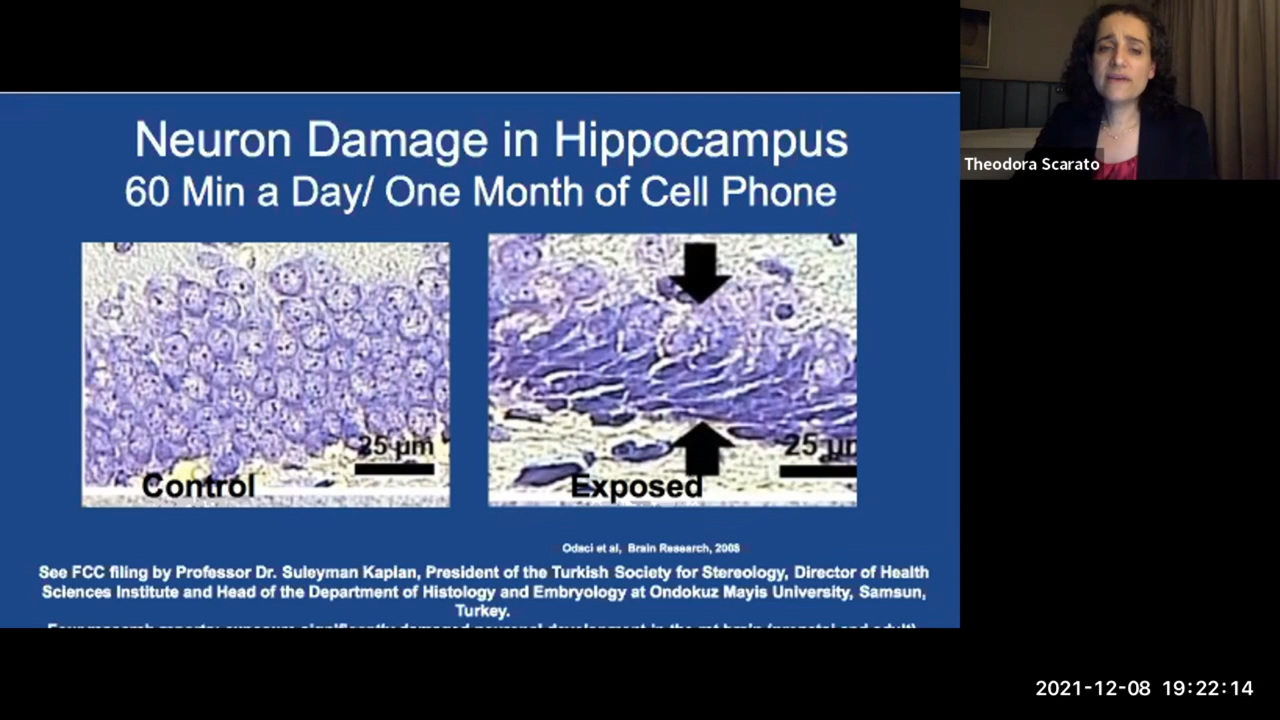 Neuron Damage in Hippocampus
60 Min a Day/ One Month of Cell Phone
Theodora Scarato
25 µm
Control
25 µm
Exposed
Odaci et al, Brain Research, 2008
See FCC filing by Professor Dr. Suleyman Kaplan, President of the Turkish Society for Stereology, Director of Health
Sciences Institute and Head of the Department of Histology and Embryology at Ondokuz Mayis University, Samsun,
Turkey.
2021-12-08 19:22:14